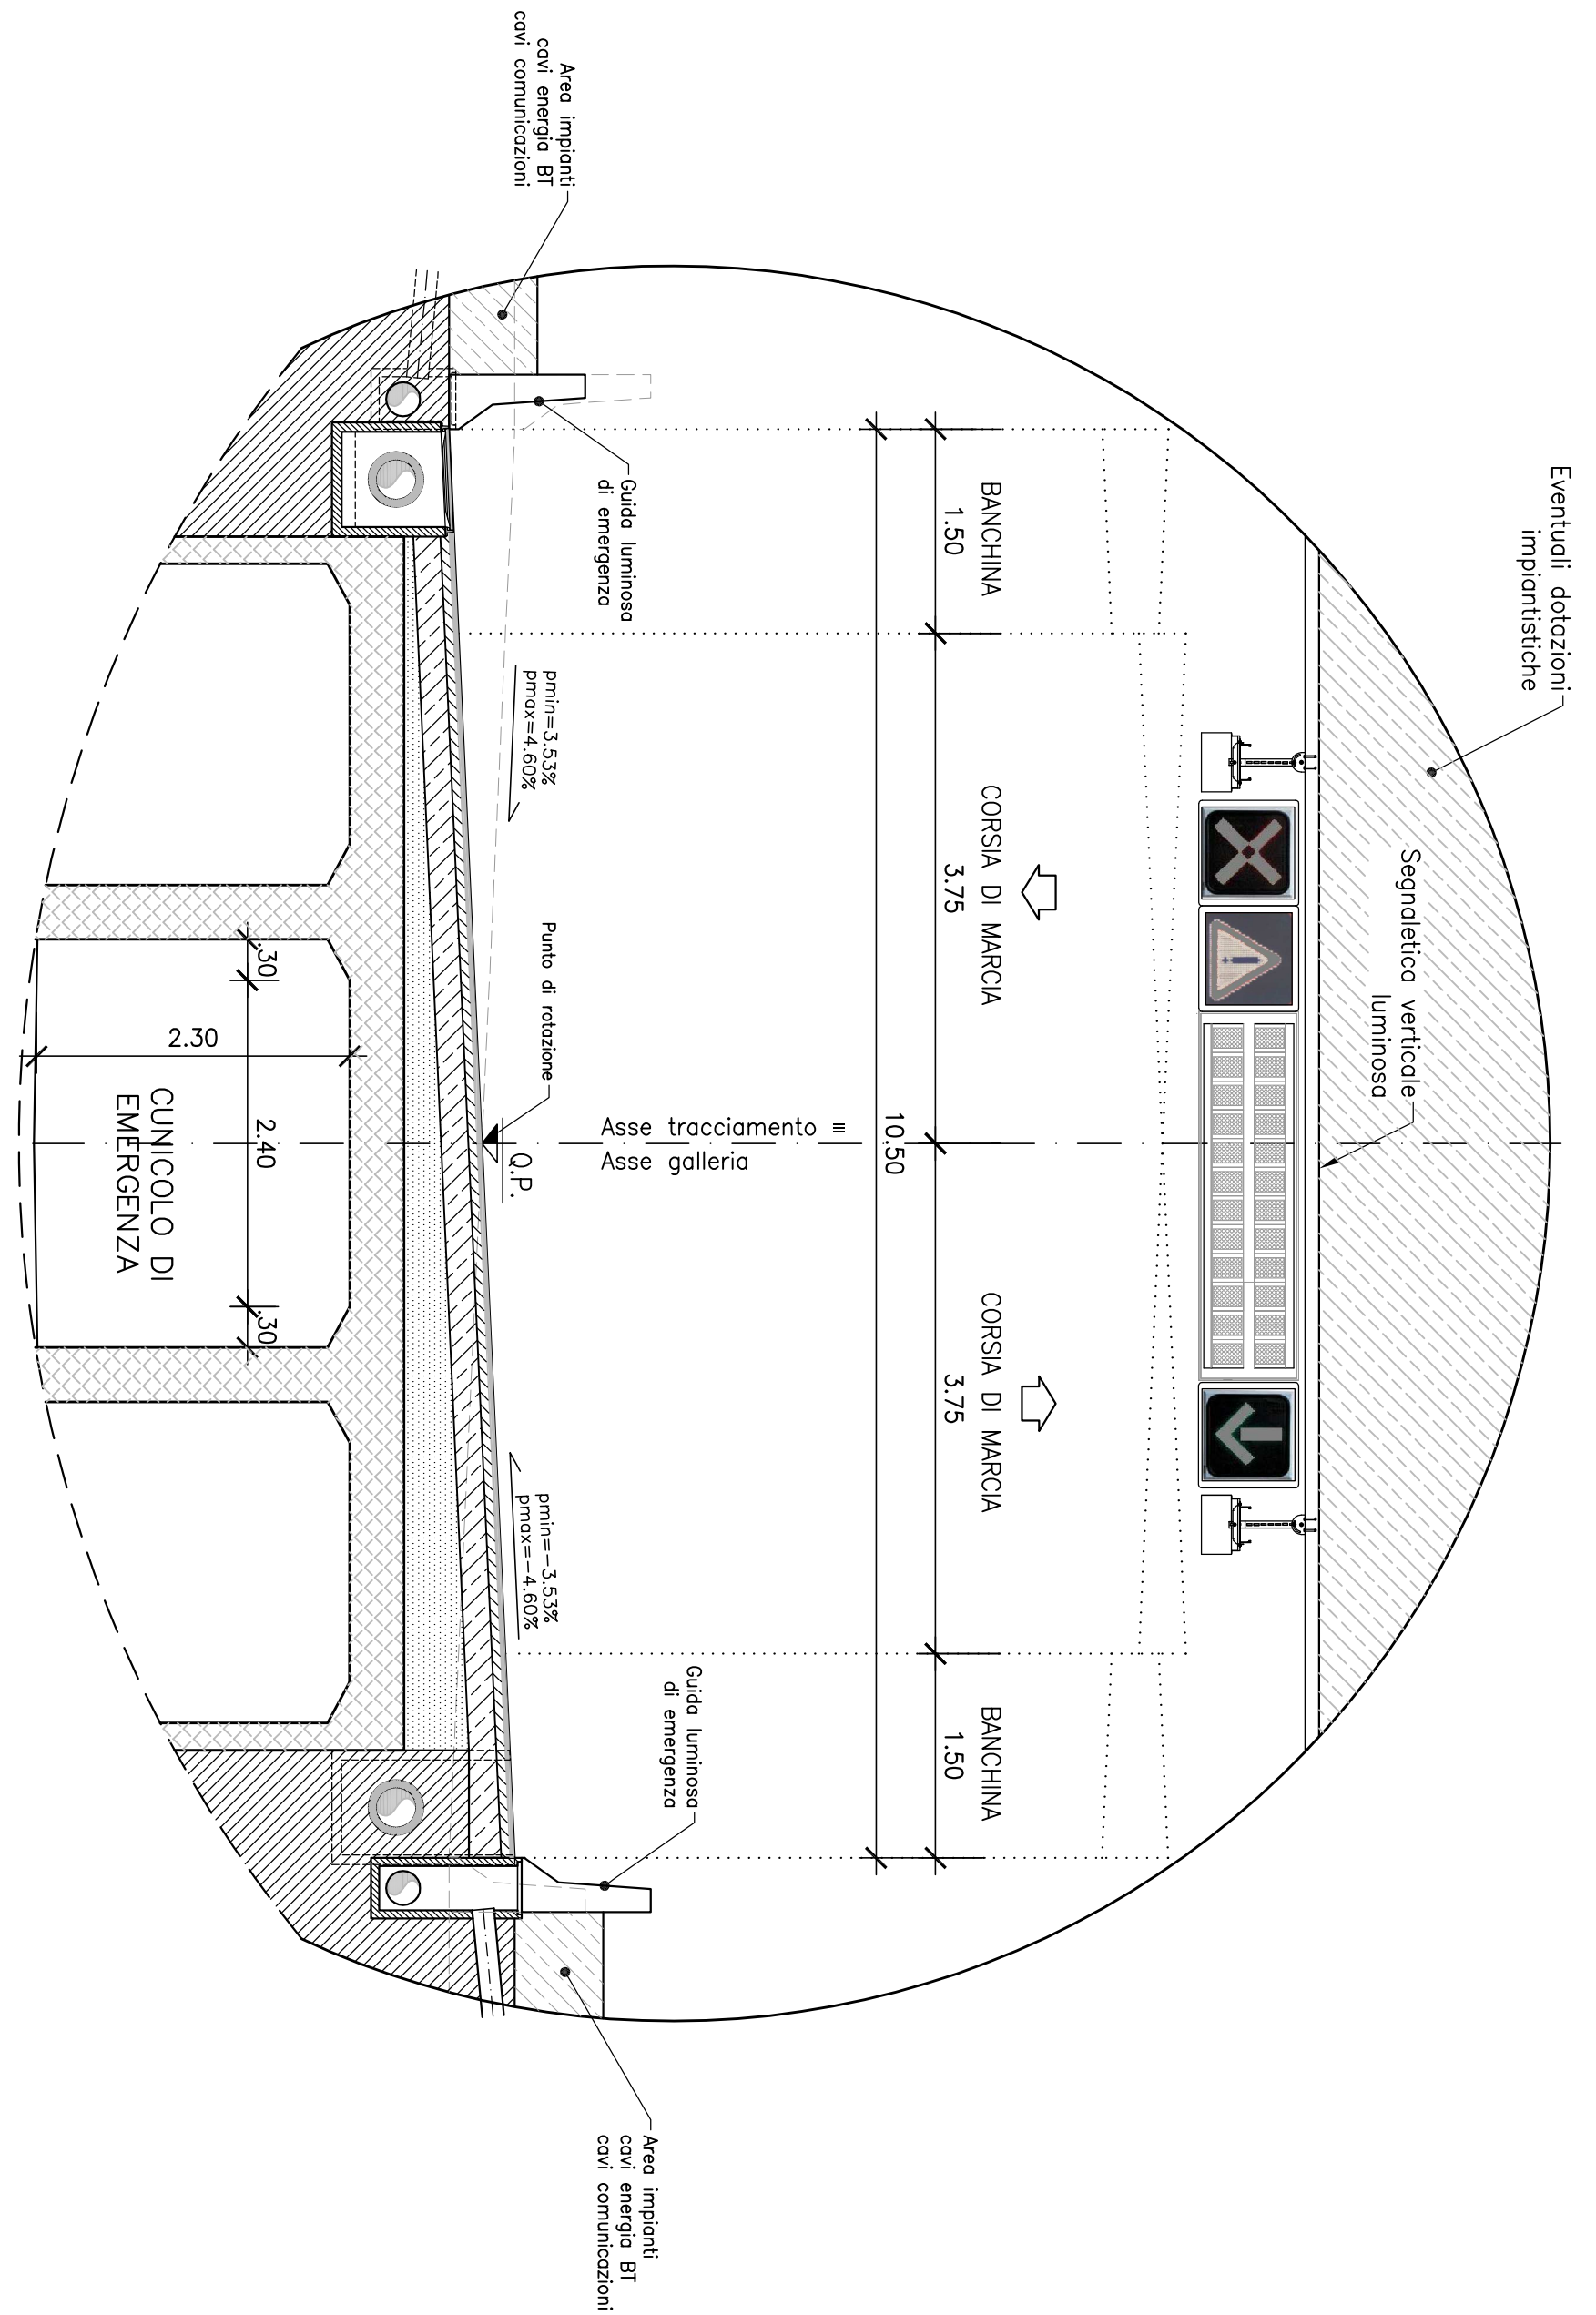 Eventuali dotazioni
impiantistiche
Segnaletica verticale
luminosa
BANCHINA
1.50
CORSIA DI MARCIA
3.75
CORSIA DI MARCIA
3.75
BANCHINA
1.50
10.50
Asse tracciamento ≡
Asse galleria
Guida luminosa
di emergenza
Guida luminosa
di emergenza
Area impianti
cavi energia BT
cavi comunicazioni
Area impianti
cavi energia BT
cavi comunicazioni
pmin=3.53%
pmax=4.60%
Punto di rotazione
Q.P.
pmin=-3.53%
pmax=-4.60%
.30
2.40
.30
2.30
CUNICOLO DI
EMERGENZA